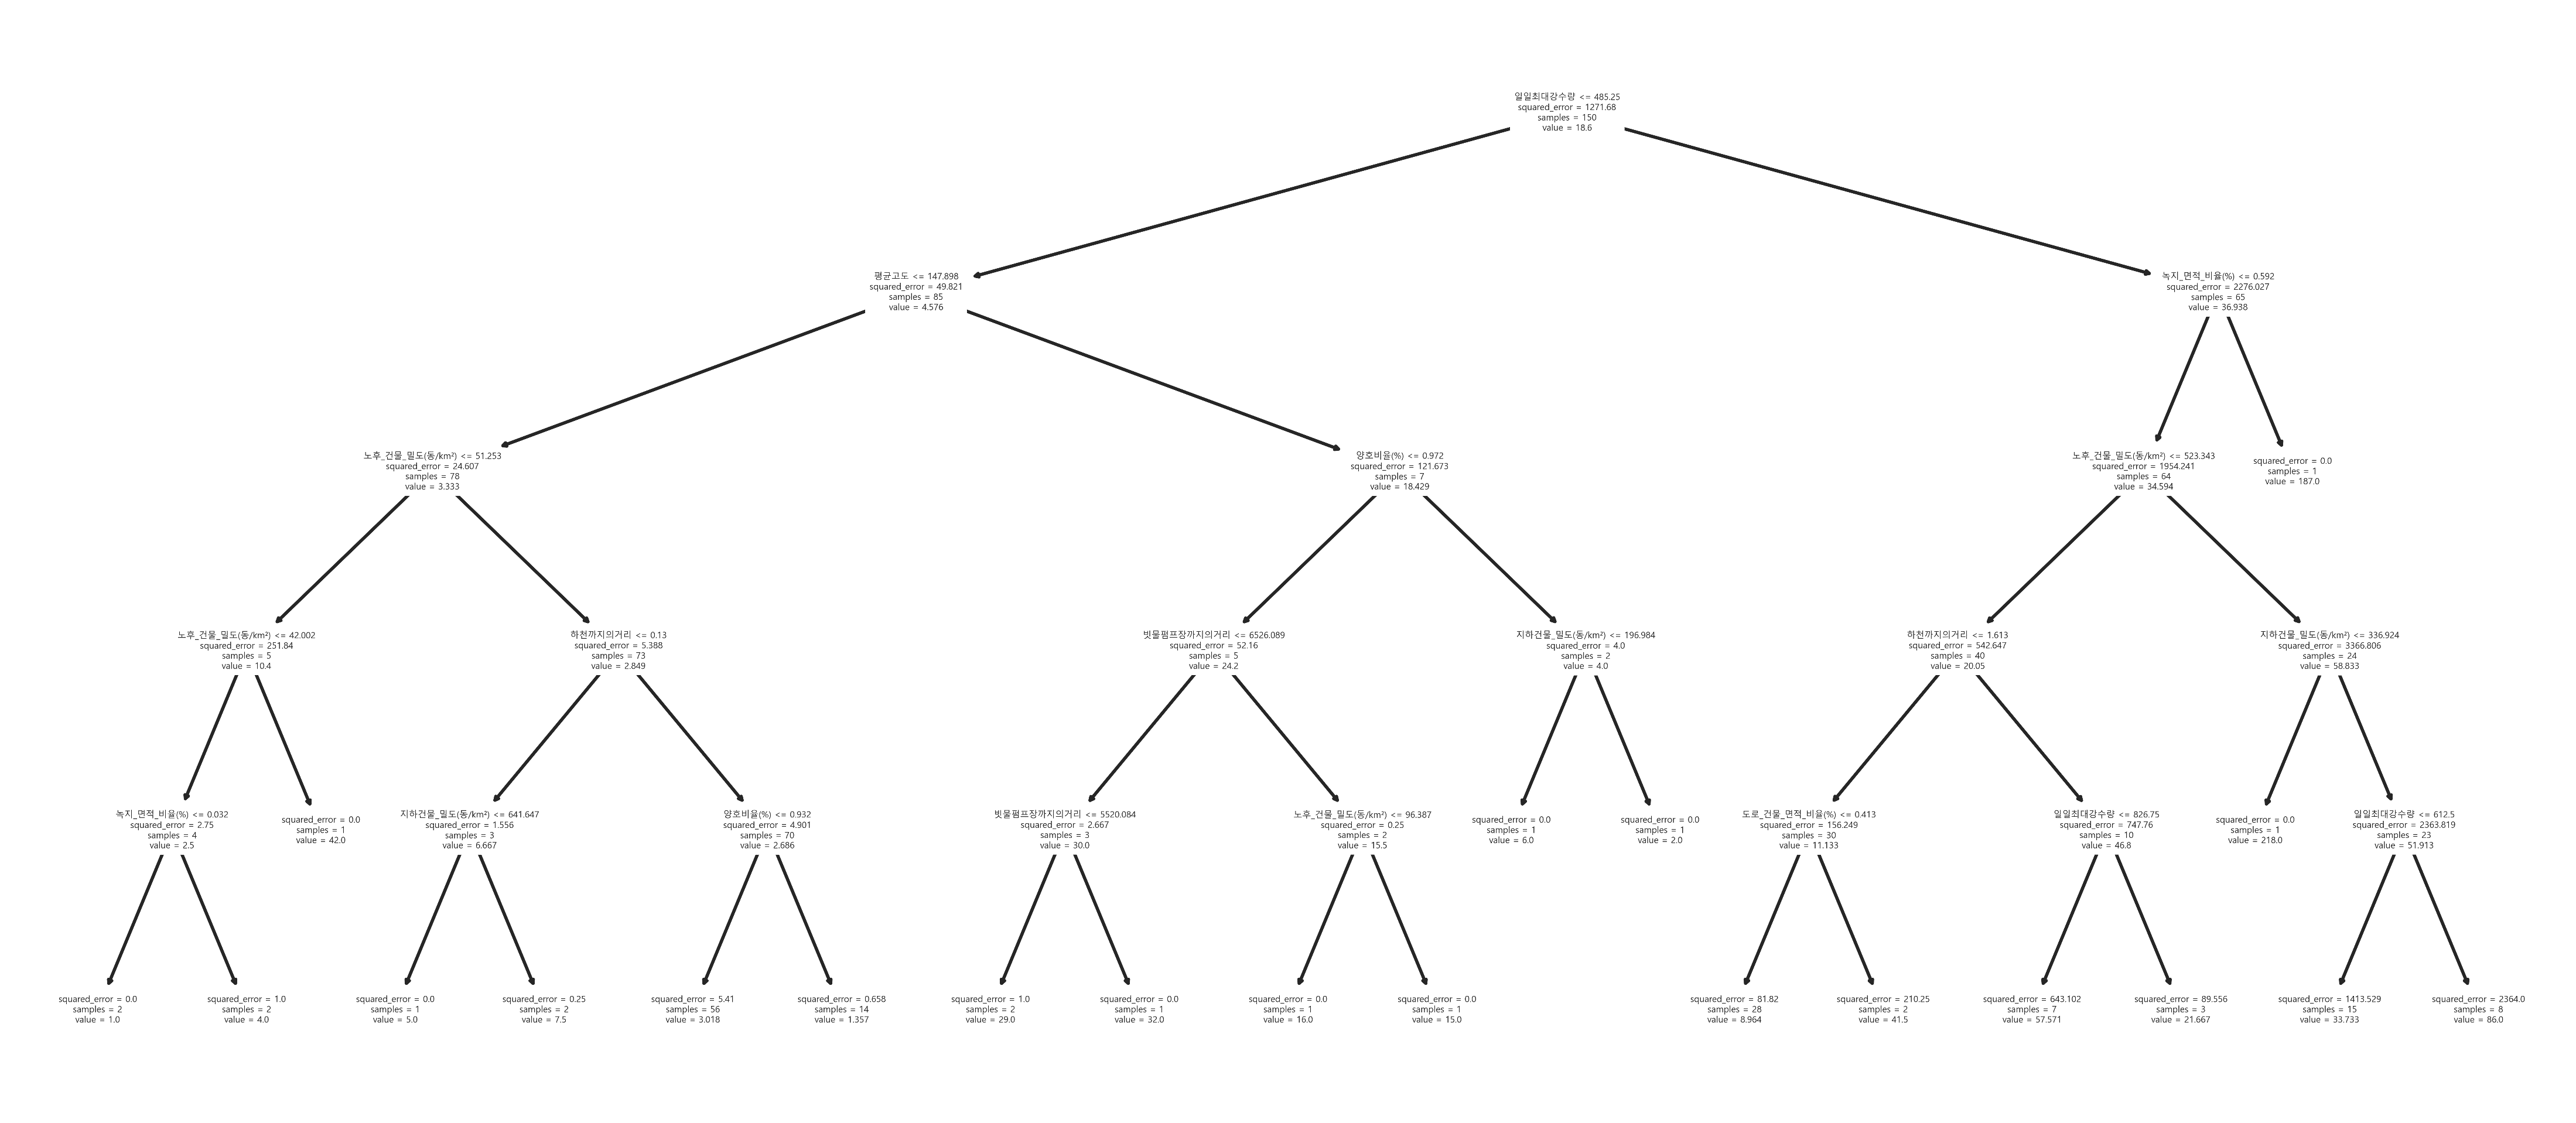 일일최대강수량 <= 485.25
squared_error = 1271.68
samples = 150
value = 18.6
평균고도 <= 147.898
squared_error = 49.821
samples = 85
value = 4.576
녹지_면적_비율(%) <= 0.592
squared_error = 2276.027
samples = 65
value = 36.938
노후_건물_밀도(동/km²) <= 51.253
squared_error = 24.607
samples = 78
value = 3.333
양호비율(%) <= 0.972
squared_error = 121.673
samples = 7
value = 18.429
노후_건물_밀도(동/km²) <= 523.343
squared_error = 1954.241
samples = 64
value = 34.594
squared_error = 0.0
samples = 1
value = 187.0
노후_건물_밀도(동/km²) <= 42.002
squared_error = 251.84
samples = 5
value = 10.4
하천까지의거리 <= 0.13
squared_error = 5.388
samples = 73
value = 2.849
빗물펌프장까지의거리 <= 6526.089
squared_error = 52.16
samples = 5
value = 24.2
지하건물_밀도(동/km²) <= 196.984
squared_error = 4.0
samples = 2
value = 4.0
하천까지의거리 <= 1.613
squared_error = 542.647
samples = 40
value = 20.05
지하건물_밀도(동/km²) <= 336.924
squared_error = 3366.806
samples = 24
value = 58.833
녹지_면적_비율(%) <= 0.032
squared_error = 2.75
samples = 4
value = 2.5
squared_error = 0.0
samples = 1
value = 42.0
지하건물_밀도(동/km²) <= 641.647
squared_error = 1.556
samples = 3
value = 6.667
양호비율(%) <= 0.932
squared_error = 4.901
samples = 70
value = 2.686
빗물펌프장까지의거리 <= 5520.084
squared_error = 2.667
samples = 3
value = 30.0
노후_건물_밀도(동/km²) <= 96.387
squared_error = 0.25
samples = 2
value = 15.5
squared_error = 0.0
samples = 1
value = 6.0
squared_error = 0.0
samples = 1
value = 2.0
도로_건물_면적_비율(%) <= 0.413
squared_error = 156.249
samples = 30
value = 11.133
일일최대강수량 <= 826.75
squared_error = 747.76
samples = 10
value = 46.8
squared_error = 0.0
samples = 1
value = 218.0
일일최대강수량 <= 612.5
squared_error = 2363.819
samples = 23
value = 51.913
squared_error = 0.0
samples = 2
value = 1.0
squared_error = 1.0
samples = 2
value = 4.0
squared_error = 0.0
samples = 1
value = 5.0
squared_error = 0.25
samples = 2
value = 7.5
squared_error = 5.41
samples = 56
value = 3.018
squared_error = 0.658
samples = 14
value = 1.357
squared_error = 1.0
samples = 2
value = 29.0
squared_error = 0.0
samples = 1
value = 32.0
squared_error = 0.0
samples = 1
value = 16.0
squared_error = 0.0
samples = 1
value = 15.0
squared_error = 81.82
samples = 28
value = 8.964
squared_error = 210.25
samples = 2
value = 41.5
squared_error = 643.102
samples = 7
value = 57.571
squared_error = 89.556
samples = 3
value = 21.667
squared_error = 1413.529
samples = 15
value = 33.733
squared_error = 2364.0
samples = 8
value = 86.0